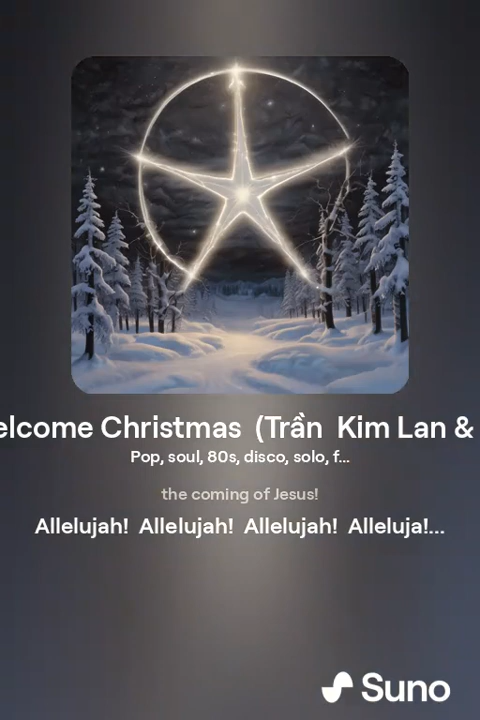 elcome Christmas (Trần Kim Lan &
Pop, soul, 80s, disco, solo, f...
the coming of Jesus!
Allelujah! Allelujah! Allelujah! Alleluja!...
Suno